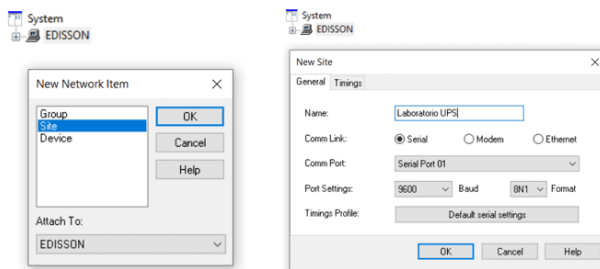 System
EDISSON
New Network Item
Group
Site
Device
OK
Cancel
Help
Attach To:
EDISSON
System
EDISSON
New Site
General Timings
Name: Laboratorio UPS
Comm Link: Serial Modem Ethernet
Comm Port: Serial Port 01
Port Settings: 9600 Baud 8N1 Format
Timings Profile: Default serial settings
OK Cancel Help